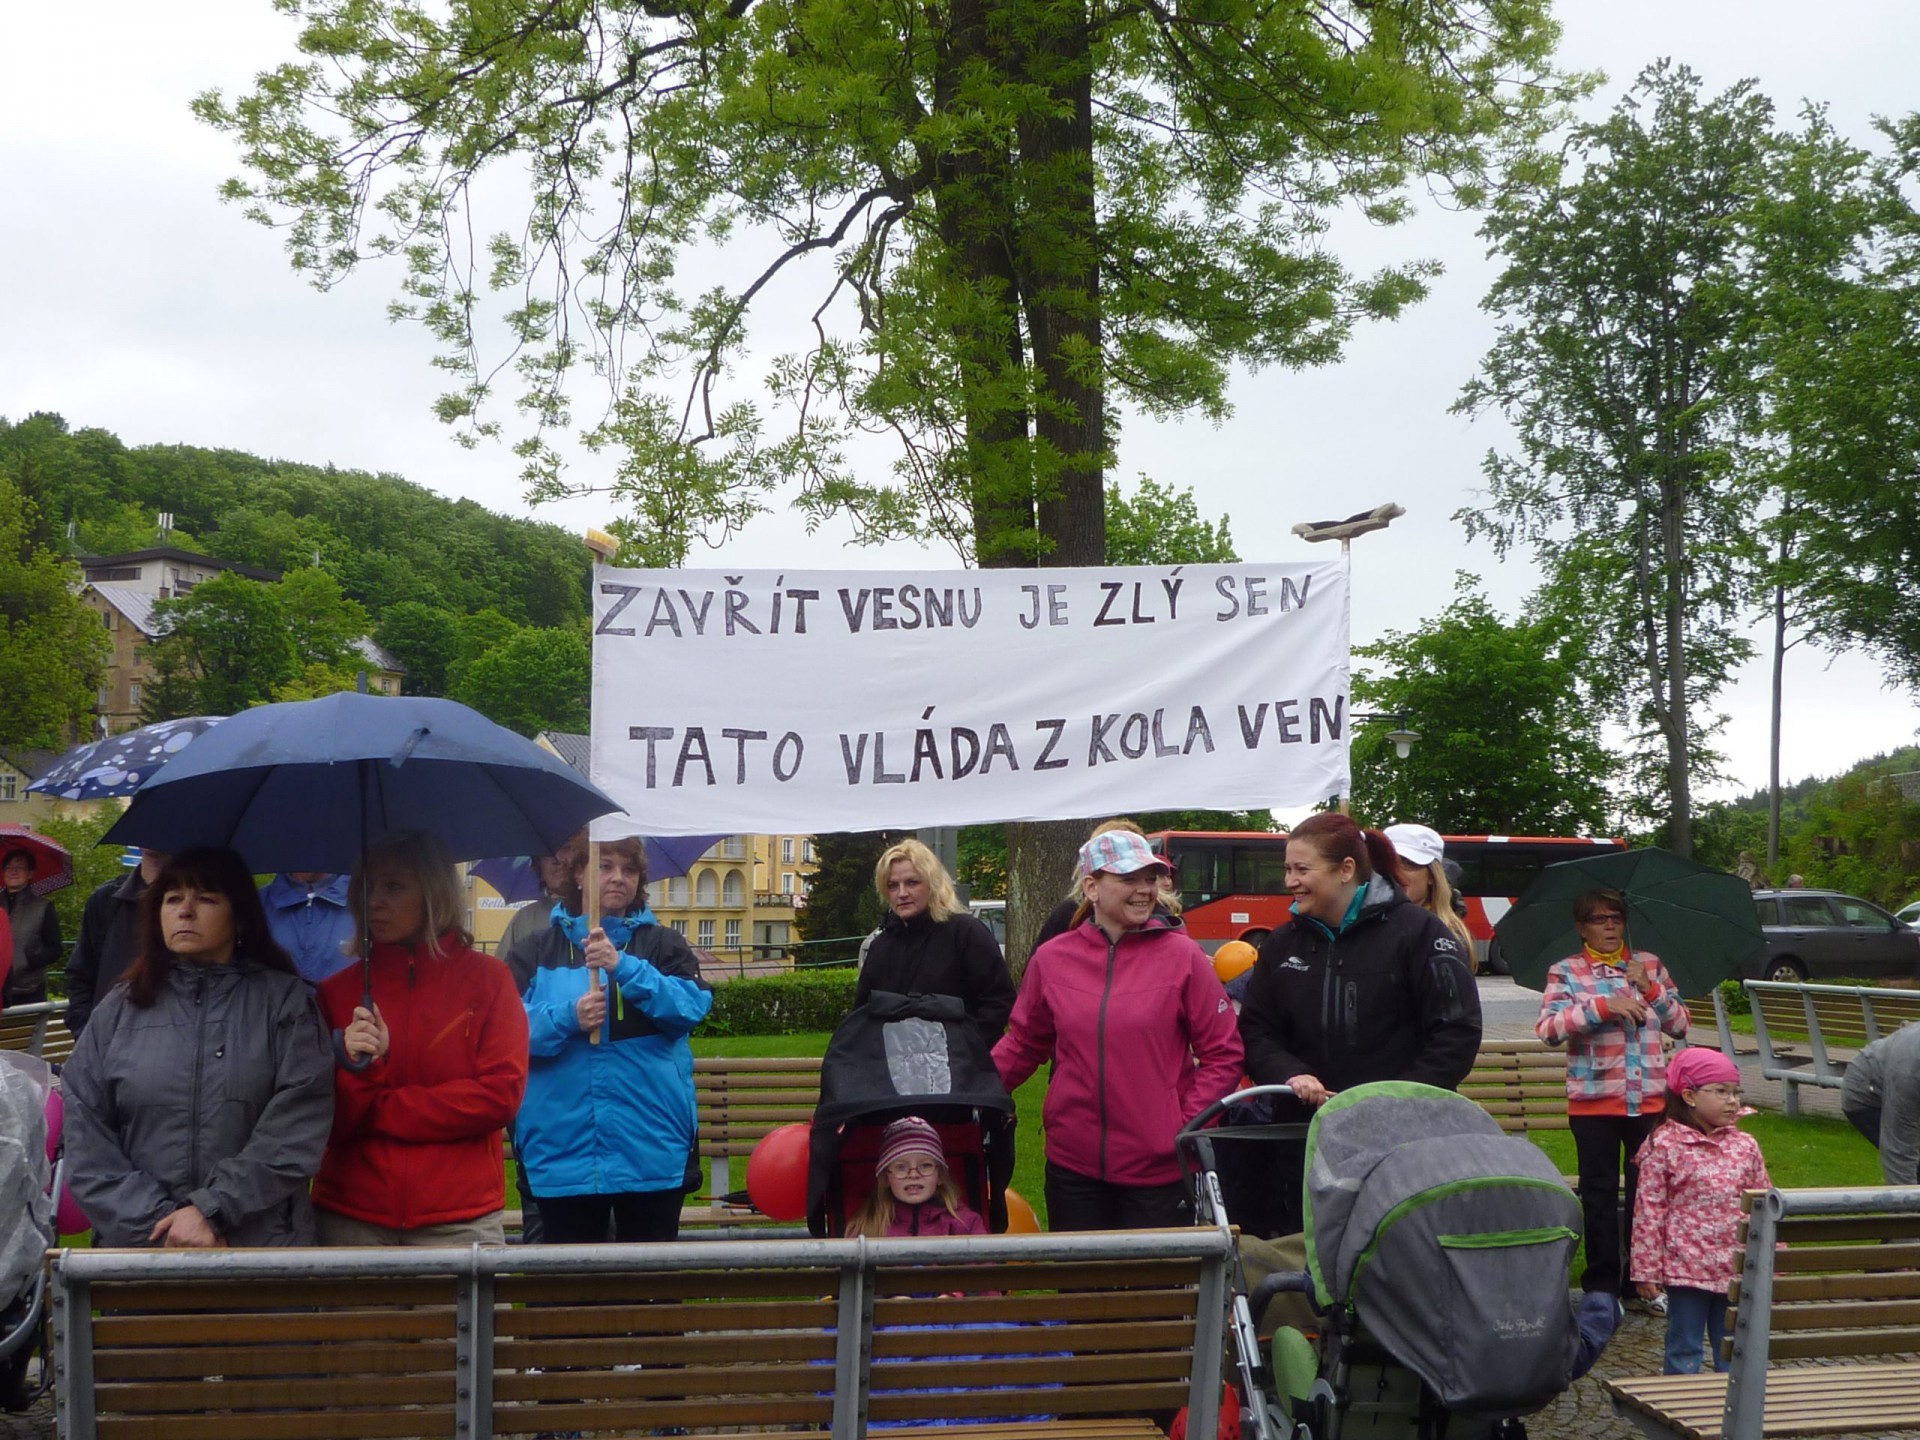 ZAVŘÍT VESNU JE ZLÝ SEN
TATO VLÁDA Z KOLA VEN